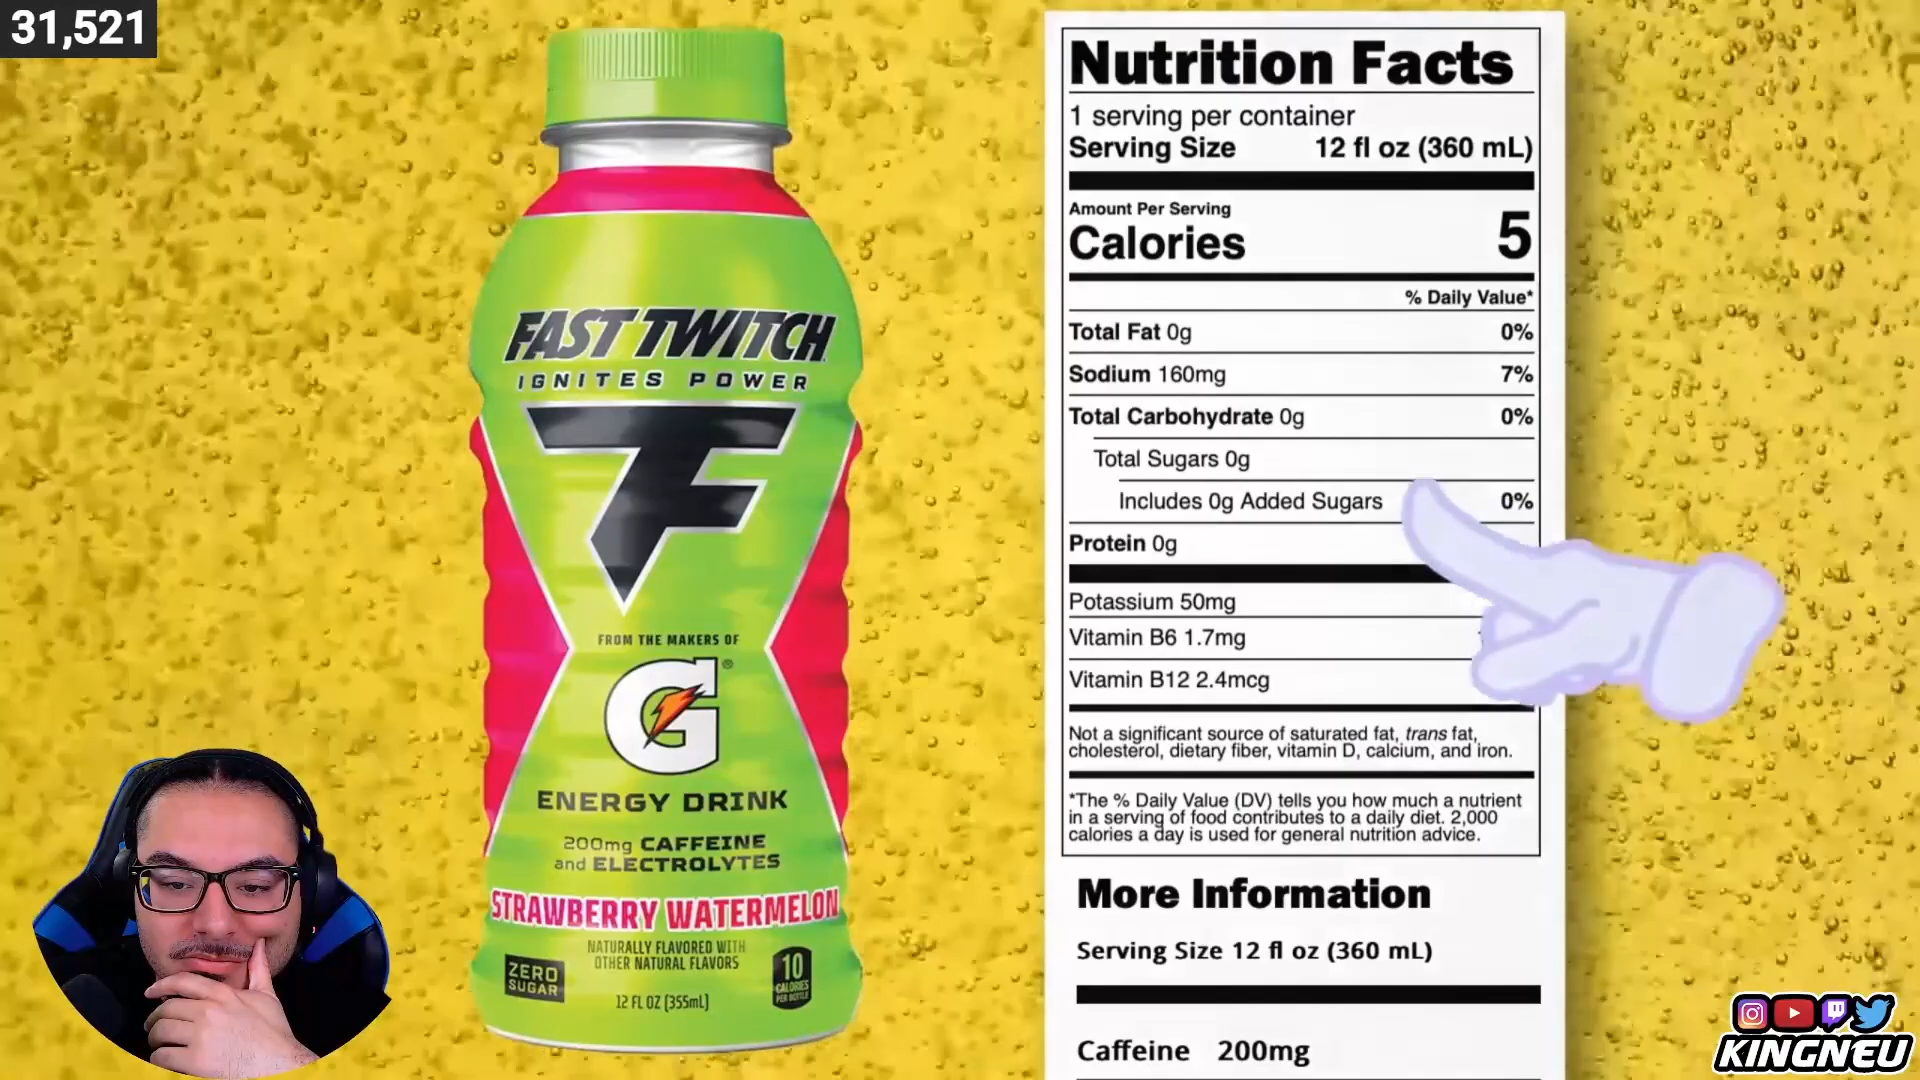 31,521
FAST TWITCH
IGNITES POWER
F
FROM THE MAKERS OF
G®
ENERGY DRINK
200mg CAFFEINE
and ELECTROLYTES
STRAWBERRY WATERMELON
NATURALLY FLAVORED WITH
OTHER NATURAL FLAVORS
ZERO
SUGAR
12 FL OZ (355mL)
10
CALORIES
PER BOTTLE
Nutrition Facts
1 serving per container
Serving Size 12 fl oz (360 mL)
Amount Per Serving
Calories 5
% Daily Value*
Total Fat 0g 0%
Sodium 160mg 7%
Total Carbohydrate 0g 0%
Total Sugars 0g
Includes 0g Added Sugars 0%
Protein 0g
Potassium 50mg
Vitamin B6 1.7mg
Vitamin B12 2.4mcg
Not a significant source of saturated fat, trans fat,
cholesterol, dietary fiber, vitamin D, calcium, and iron.
*The % Daily Value (DV) tells you how much a nutrient
in a serving of food contributes to a daily diet. 2,000
calories a day is used for general nutrition advice.
More Information
Serving Size 12 fl oz (360 mL)
Caffeine 200mg
KINGNEU